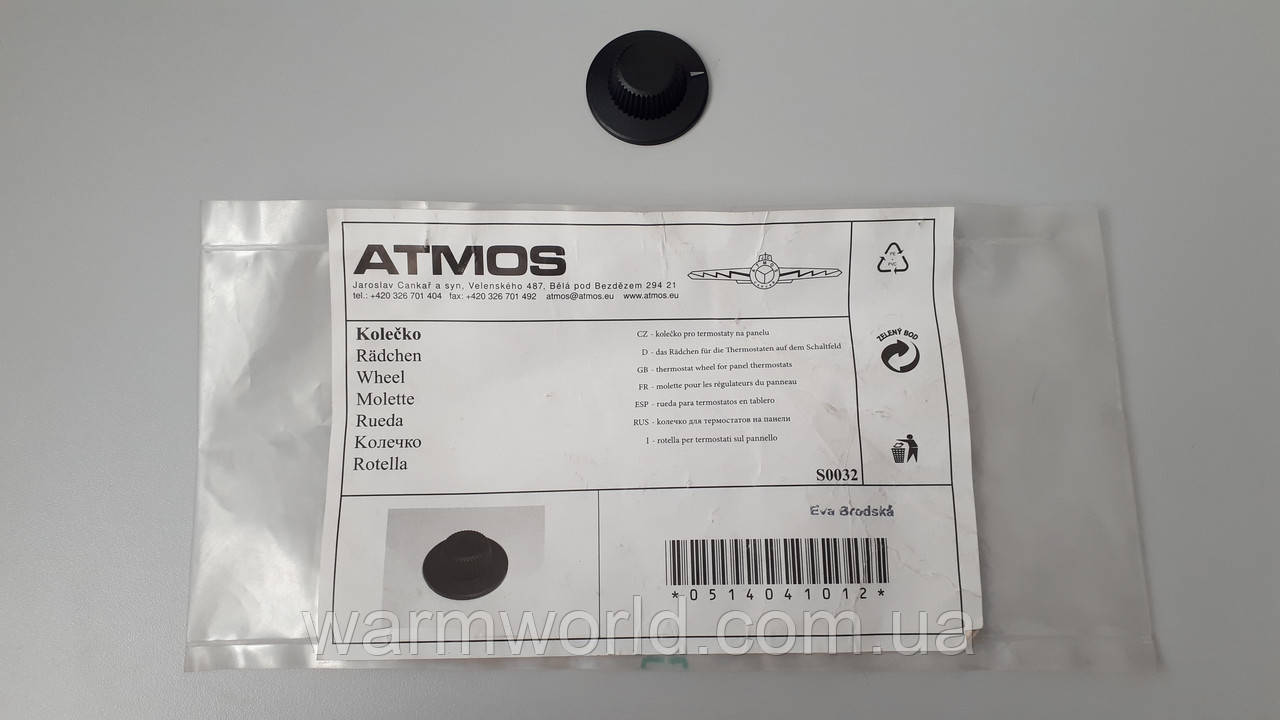 ATMOS
Jaroslav Cankař a syn, Velenského 487, Bělá pod Bezdězem 294 21
tel.: +420 326 701 404 fax: +420 326 701 492 atmos@atmos.eu www.atmos.eu
ATMOS
PE
PVC
Kolečko
Rädchen
Wheel
Molette
Rueda
Колечко
Rotella
CZ - kolečko pro termostaty na panelu
D - das Rädchen für die Thermostaten auf dem Schaltfeld
GB - thermostat wheel for panel thermostats
FR - molette pour les régulateurs du panneau
ESP - rueda para termostatos en tablero
RUS - колечко для термостатов на панели
I - rotella per termostati sul pannello
S0032
ZELENÝ BOD
Eva Brodská
*0514041012*
warmworld.com.ua